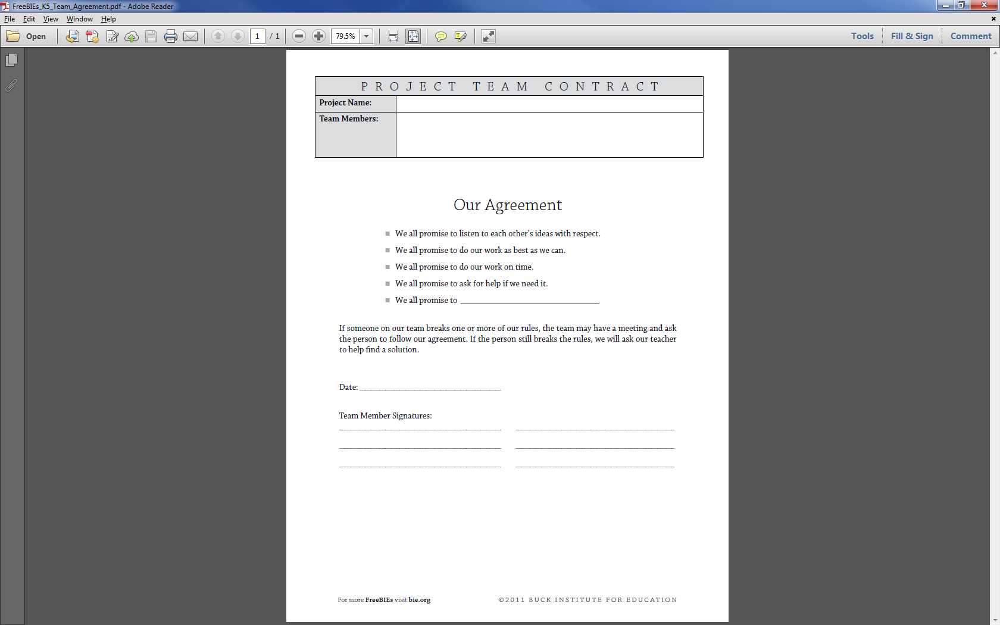 FreeBIEs_K5_Team_Agreement.pdf - Adobe Reader
File Edit View Window Help
Open 1 / 1 79.5% Tools Fill & Sign Comment
PROJECT TEAM CONTRACT
Project Name:
Team Members:
Our Agreement
We all promise to listen to each other's ideas with respect.
We all promise to do our work as best as we can.
We all promise to do our work on time.
We all promise to ask for help if we need it.
We all promise to
If someone on our team breaks one or more of our rules, the team may have a meeting and ask
the person to follow our agreement. If the person still breaks the rules, we will ask our teacher
to help find a solution.
Date:
Team Member Signatures:
For more FreeBIEs visit bie.org ©2011 BUCK INSTITUTE FOR EDUCATION